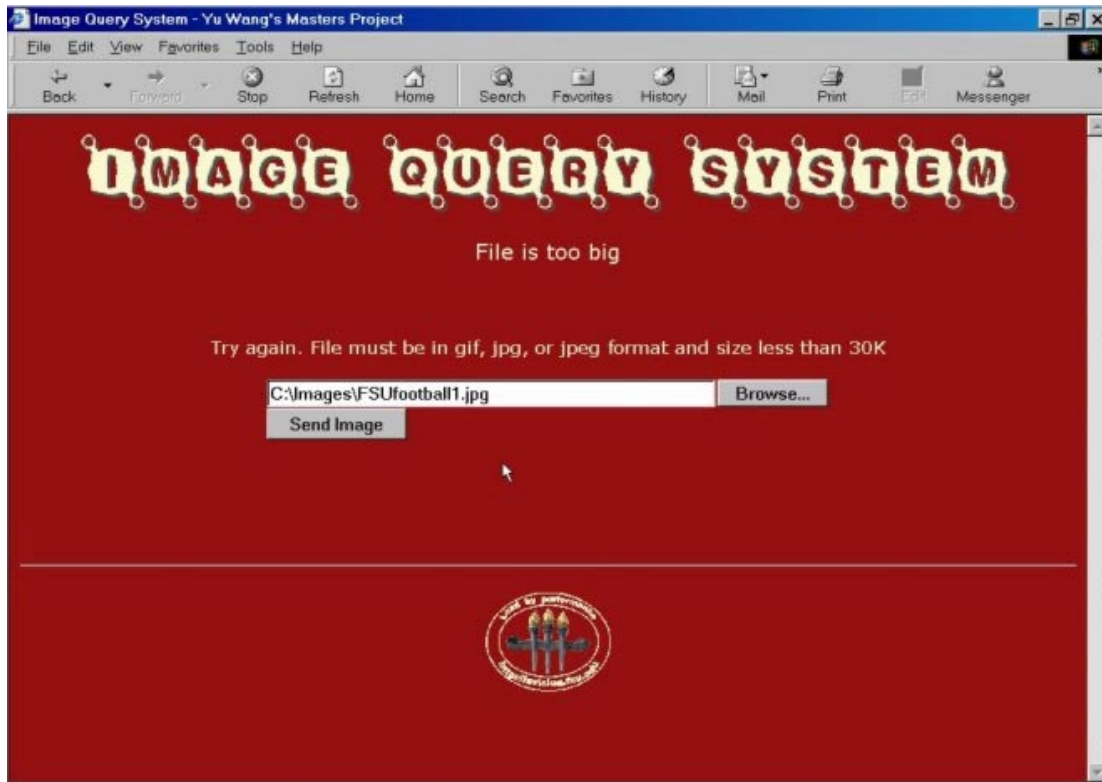 Image Query System - Yu Wang's Masters Project
File Edit View Favorites Tools Help
Back Forward Stop Refresh Home Search Favorites History Mail Print Edit Messenger
IMAGE QUERY SYSTEM
File is too big
Try again. File must be in gif, jpg, or jpeg format and size less than 30K
C:\Images\FSUfootball1.jpg Browse...
Send Image
by performance